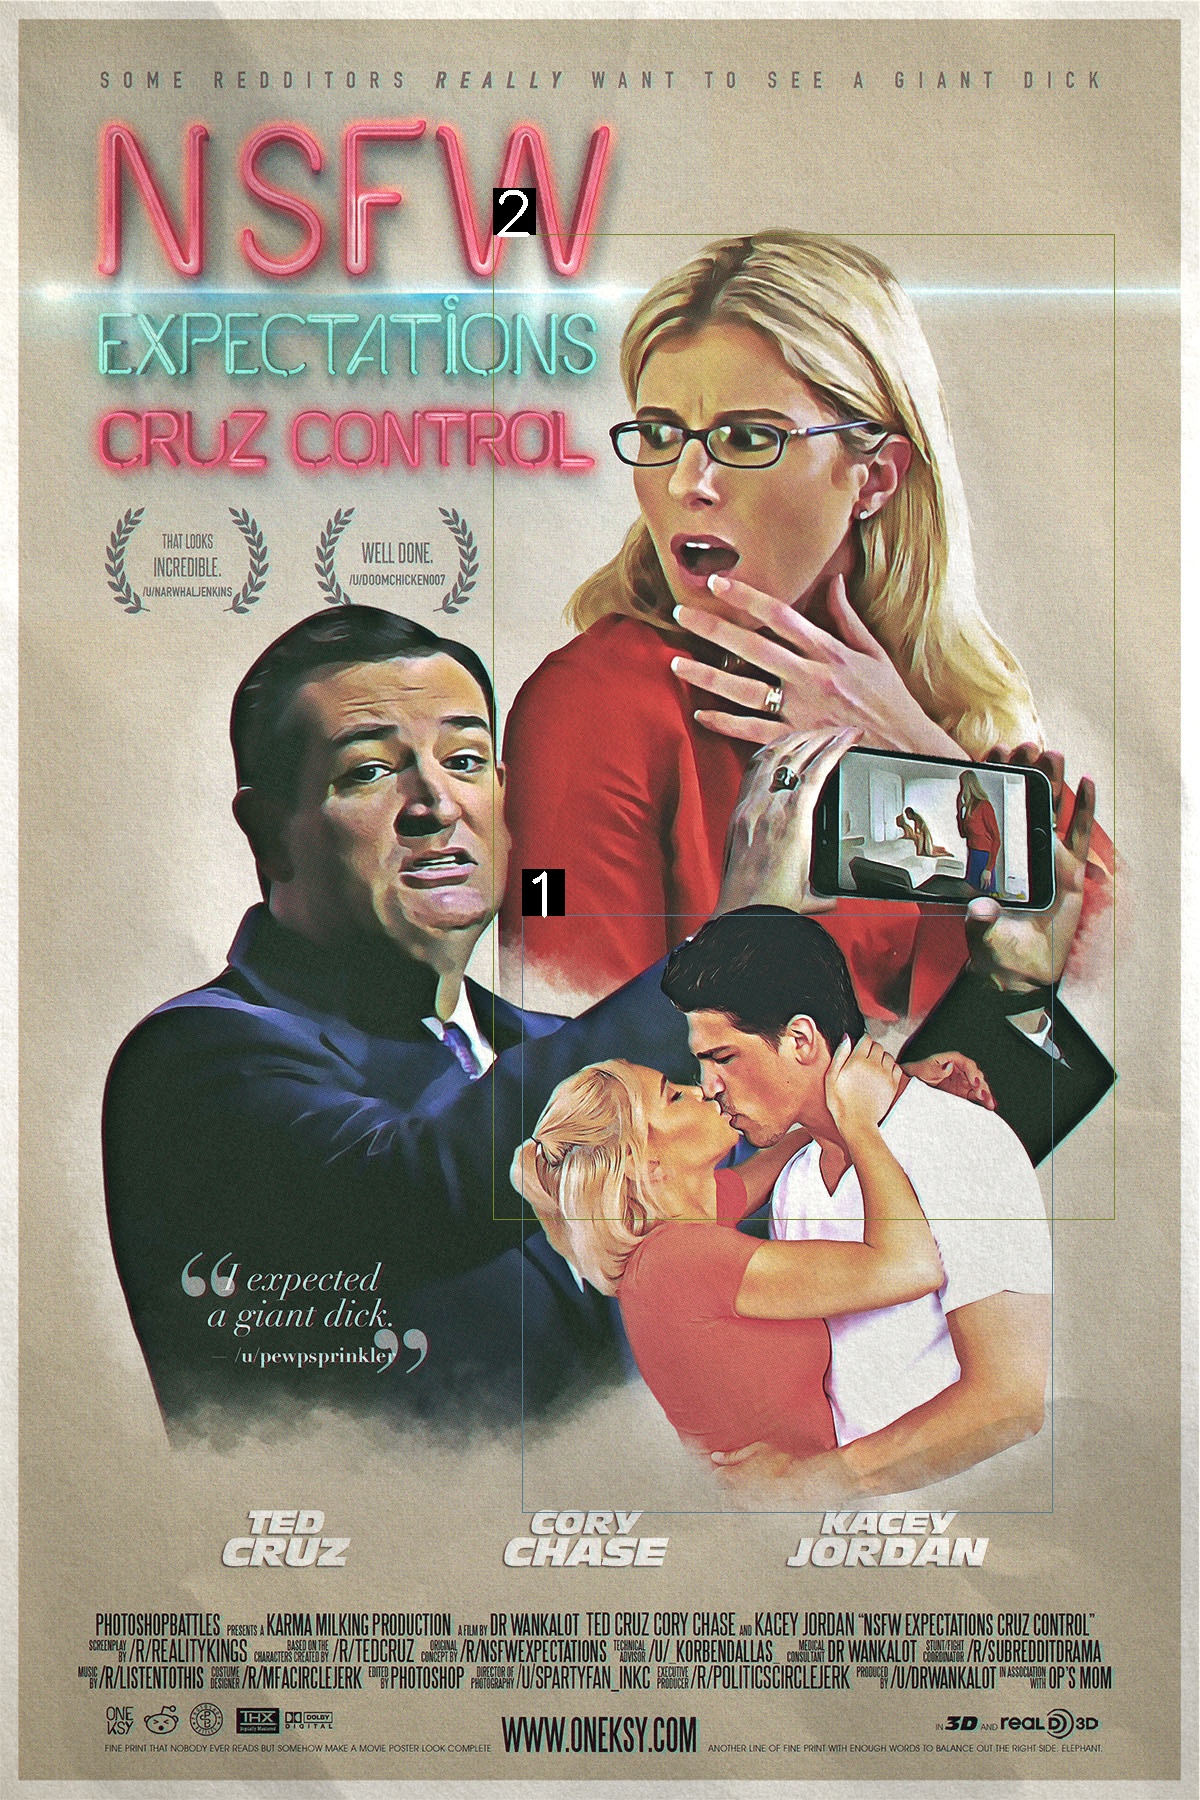 SOME REDDITORS REALLY WANT TO SEE A GIANT DICK
NSFW
EXPECTATIONS
CRUZ CONTROL
THAT LOOKS
INCREDIBLE.
/U/NARWHALJENKINS
WELL DONE.
/U/DOOMCHICKEN007
2
1
“I expected
a giant dick.
— /u/pewpsprinkler”
TED
CRUZ
CORY
CHASE
KACEY
JORDAN
PHOTOSHOPBATTLES PRESENTS A KARMA MILKING PRODUCTION A FILM BY DR WANKALOT TED CRUZ CORY CHASE AND KACEY JORDAN “NSFW EXPECTATIONS CRUZ CONTROL”
SCREENPLAY BY /R/REALITYKINGS BASED ON THE CHARACTERS CREATED BY /R/TEDCRUZ ORIGINAL CONCEPT BY /R/NSFWEXPECTATIONS TECHNICAL ADVISOR /U/_KORBENDALLAS_ MEDICAL CONSULTANT DR WANKALOT STUNT/FIGHT COORDINATOR /R/SUBREDDITDRAMA
MUSIC BY /R/LISTENTOTHIS COSTUME DESIGNER /R/MFACIRCLEJERK EDITED BY PHOTOSHOP DIRECTOR OF PHOTOGRAPHY /U/SPARTYFAN_INKC EXECUTIVE PRODUCER /R/POLITICSCIRCLEJERK PRODUCED BY /U/DRWANKALOT IN ASSOCIATION WITH OP'S MOM
ONE
KSY
THX
Digitally Mastered
DOLBY
DIGITAL
WWW.ONEKSY.COM
IN 3D AND REAL D 3D
FINE PRINT THAT NOBODY EVER READS BUT SOMEHOW MAKE A MOVIE POSTER LOOK COMPLETE
ANOTHER LINE OF FINE PRINT WITH ENOUGH WORDS TO BALANCE OUT THE RIGHT SIDE. ELEPHANT.